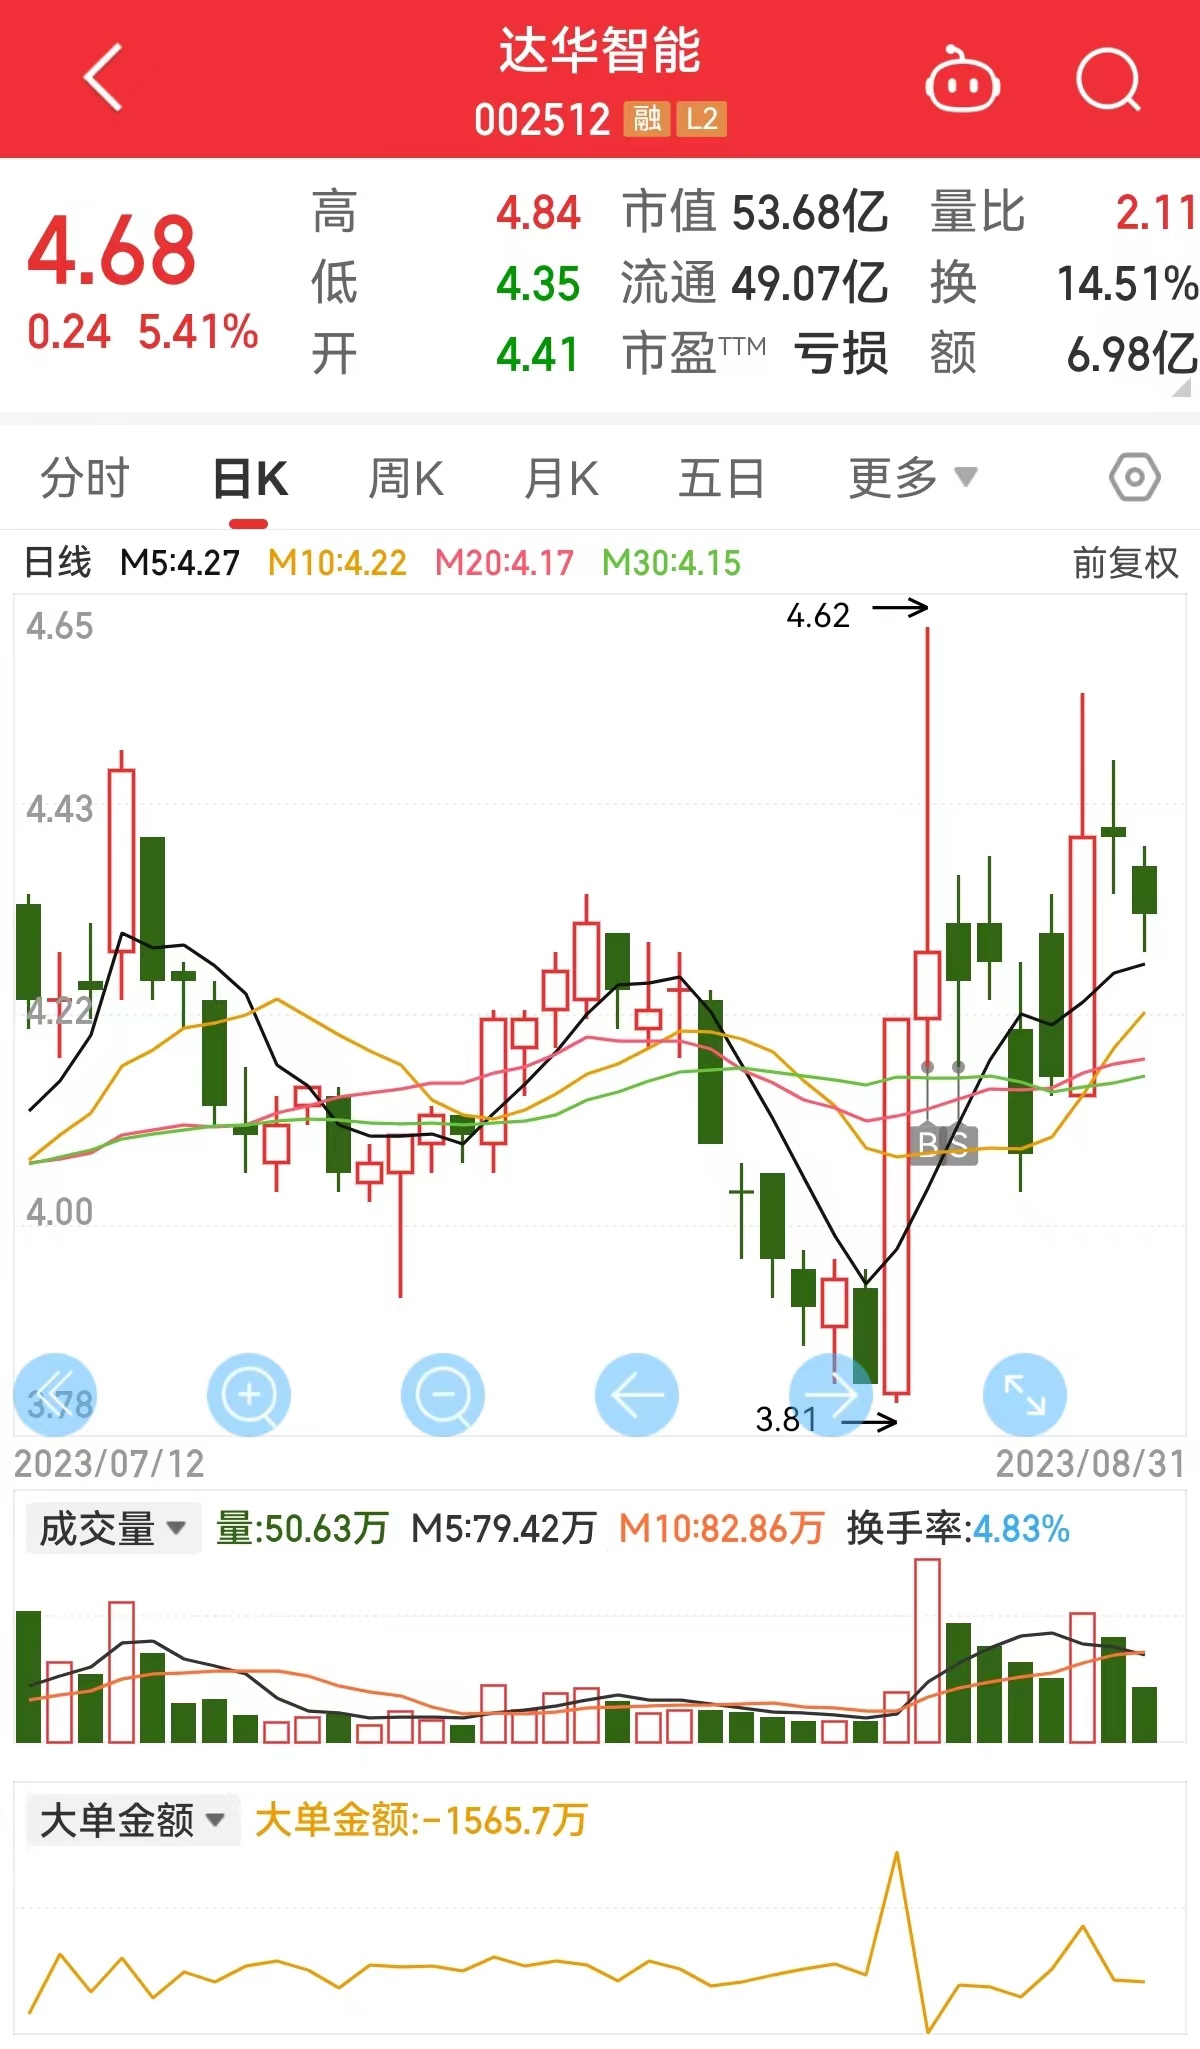 达华智能
002512 融 L2
4.68
0.24 5.41%
高 4.84 市值 53.68亿 量比 2.11
低 4.35 流通 49.07亿 换 14.51%
开 4.41 市盈TTM 亏损 额 6.98亿
分时 日K 周K 月K 五日 更多
日线 M5:4.27 M10:4.22 M20:4.17 M30:4.15 前复权
4.65
4.62
4.43
4.22
B S
4.00
3.78
3.81
2023/07/12 2023/08/31
成交量 量:50.63万 M5:79.42万 M10:82.86万 换手率:4.83%
大单金额 大单金额:-1565.7万